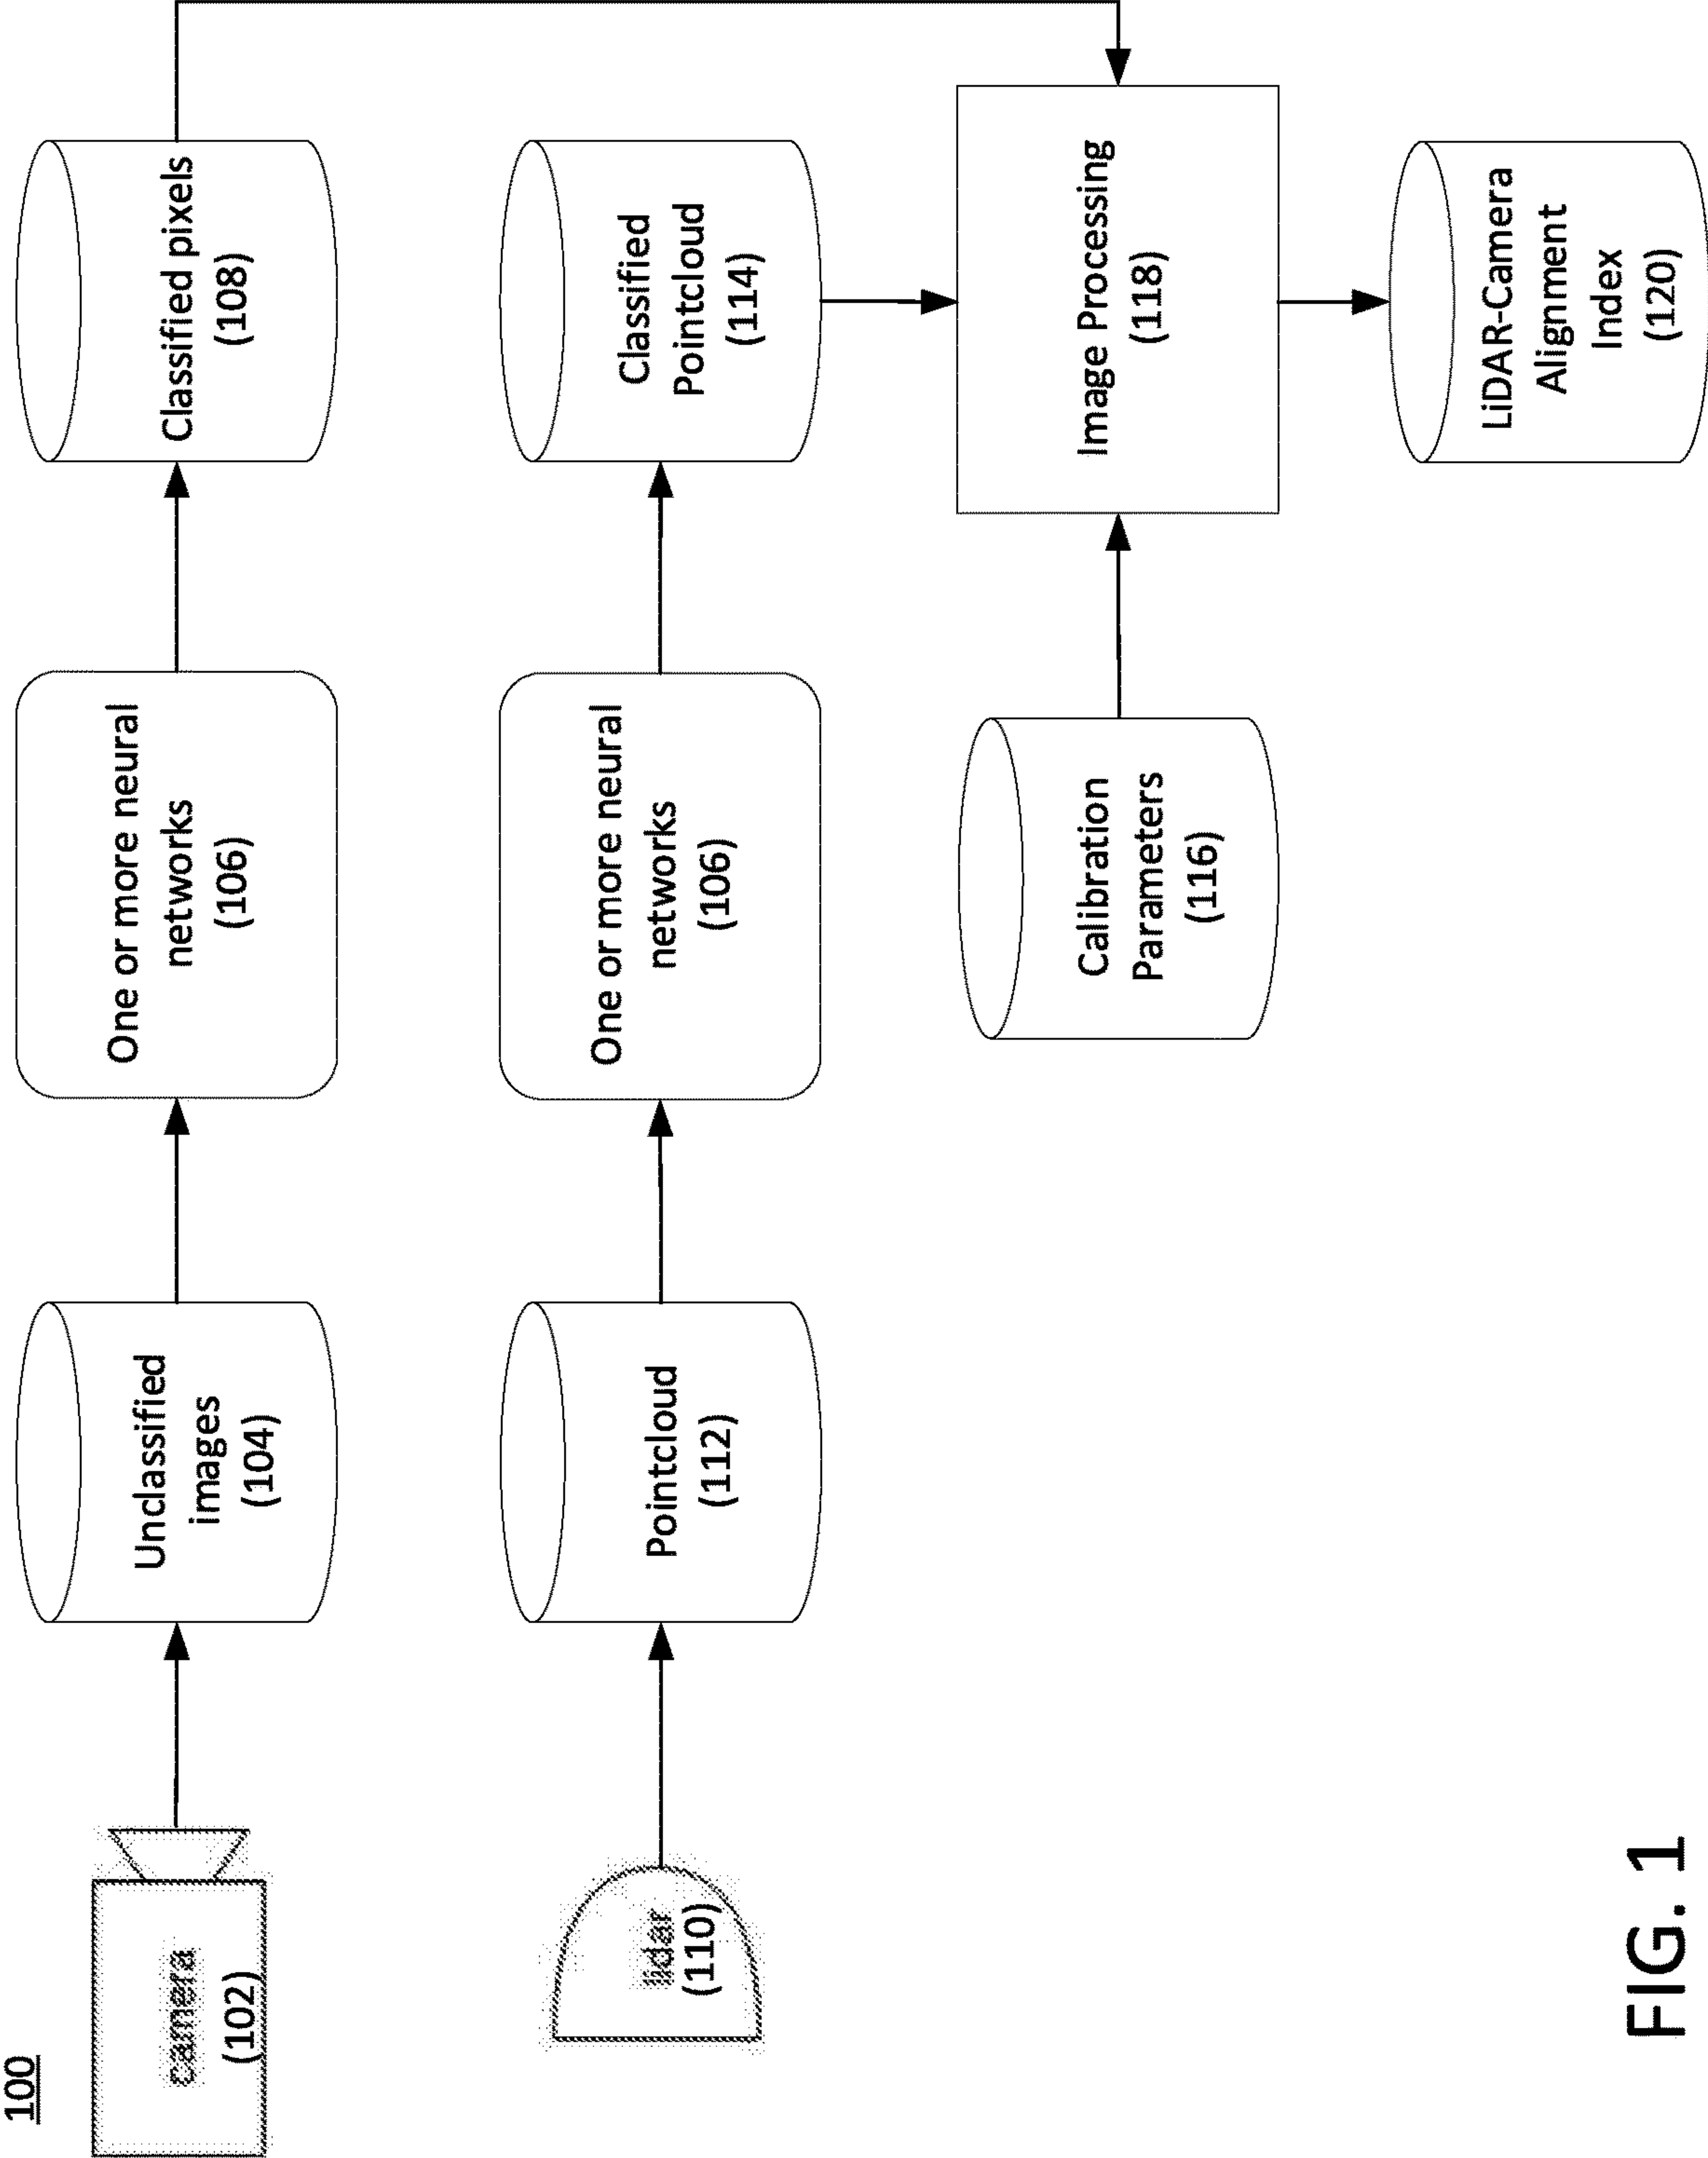 100
camera
(102)
Unclassified
images
(104)
One or more neural
networks
(106)
Classified pixels
(108)
lidar
(110)
Pointcloud
(112)
One or more neural
networks
(106)
Classified
Pointcloud
(114)
Calibration
Parameters
(116)
Image Processing
(118)
LiDAR-Camera
Alignment
Index
(120)
FIG. 1